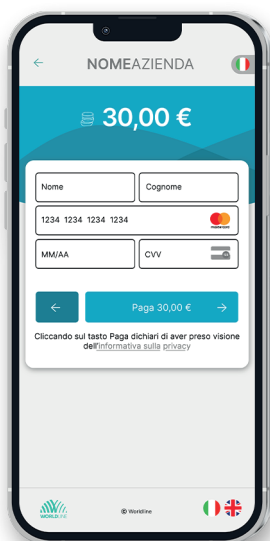 NOMEAZIENDA
30,00 €
Nome
Cognome
1234 1234 1234 1234
mastercard
MM/AA
CVV
Paga 30,00 €
Cliccando sul tasto Paga dichiari di aver preso visione
dell'informativa sulla privacy
WORLDLINE
© Worldline